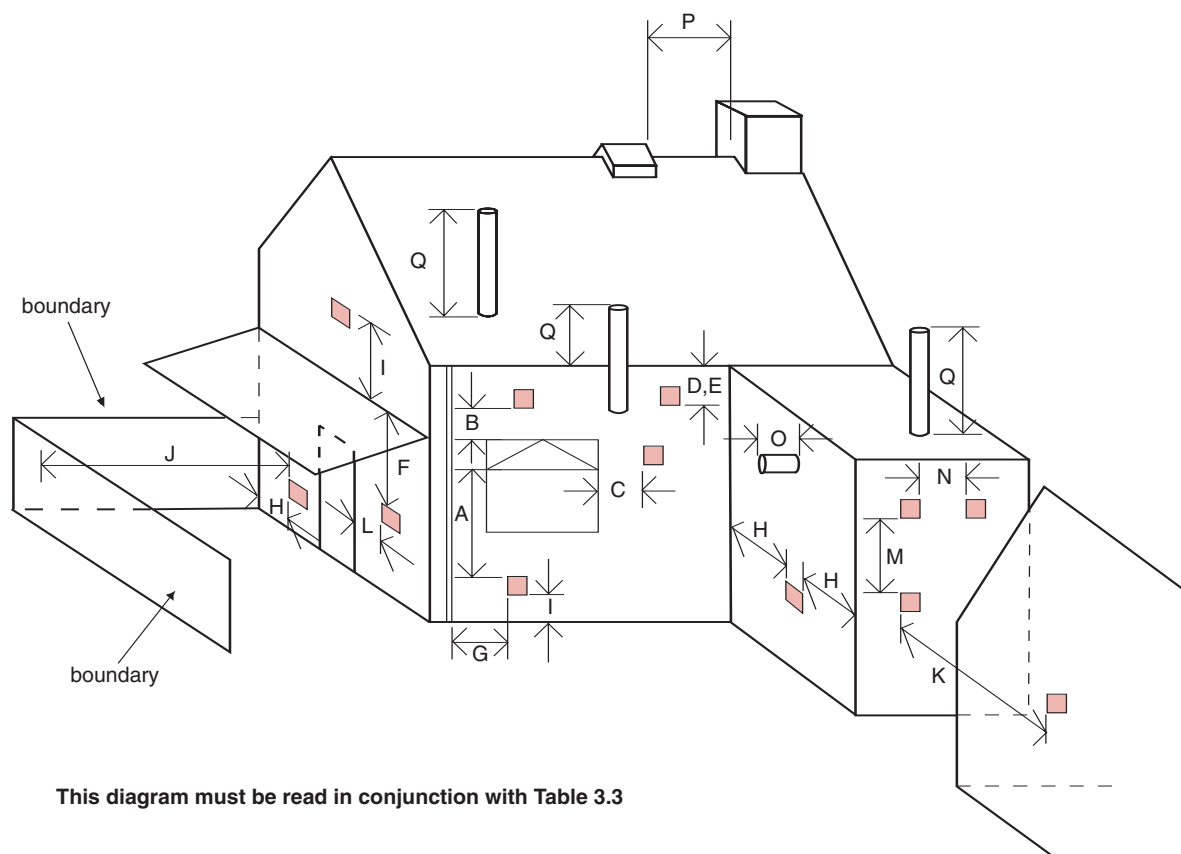 P
Q
boundary
Q
I
D,E
Q
B
O
J
F
N
C
A
H
L
H
M
H
I
G
K
boundary
This diagram must be read in conjunction with Table 3.3